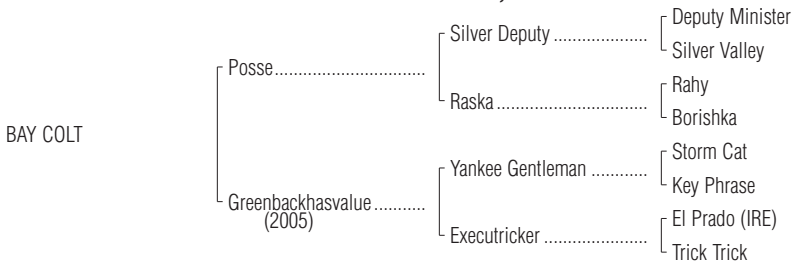 Deputy Minister
Silver Deputy ....................
Silver Valley
Posse................................
Rahy
Raska ................................
Borishka
BAY COLT
Storm Cat
Yankee Gentleman ............
Key Phrase
Greenbackhasvalue ...........
(2005)
El Prado (IRE)
Executricker ......................
Trick Trick